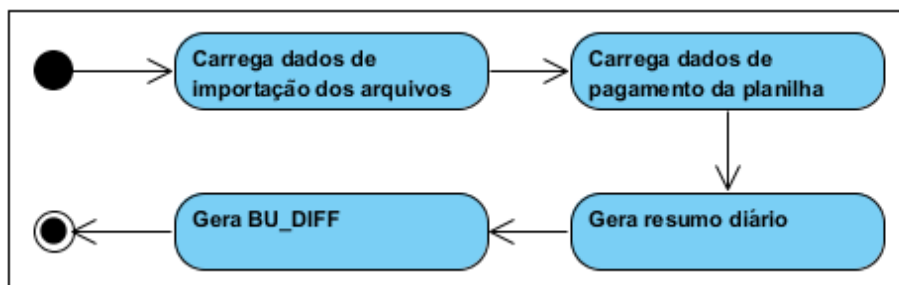 Carrega dados de
importação dos arquivos
Carrega dados de
pagamento da planilha
Gera resumo diário
Gera BU_DIFF